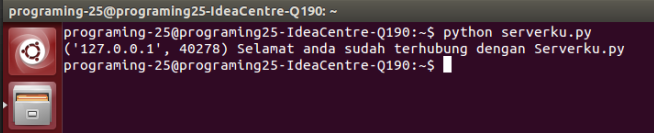 programing-25@programing25-IdeaCentre-Q190: ~
programing-25@programing25-IdeaCentre-Q190:~$ python serverku.py
('127.0.0.1', 40278) Selamat anda sudah terhubung dengan Serverku.py
programing-25@programing25-IdeaCentre-Q190:~$